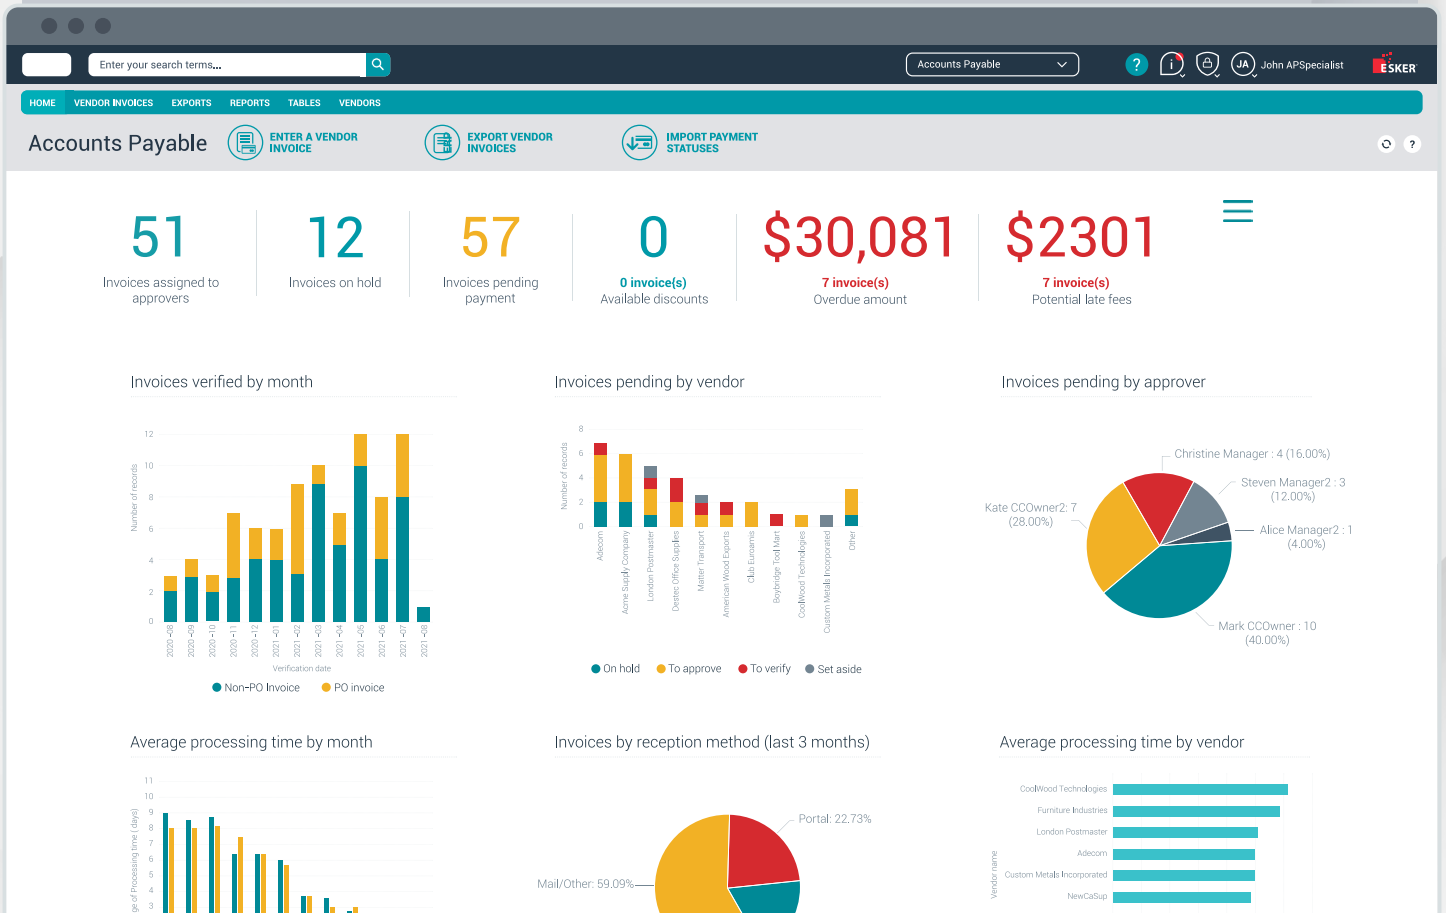 Enter your search terms...
Accounts Payable
?
i
JA
John APSpecialist
ESKER
HOME
VENDOR INVOICES
EXPORTS
REPORTS
TABLES
VENDORS
Accounts Payable
ENTER A VENDOR
INVOICE
EXPORT VENDOR
INVOICES
IMPORT PAYMENT
STATUSES
?
51
Invoices assigned to
approvers
12
Invoices on hold
57
Invoices pending
payment
0
0 invoice(s)
Available discounts
$30,081
7 invoice(s)
Overdue amount
$2301
7 invoice(s)
Potential late fees
Invoices verified by month
12
10
8
6
4
2
0
Number of records
2020-08
2020-09
2020-10
2020-11
2020-12
2021-01
2021-02
2021-03
2021-04
2021-05
2021-06
2021-07
2021-08
Verification date
Non-PO Invoice
PO invoice
Invoices pending by vendor
8
6
4
2
0
Number of records
Adecom
Acme Supply Company
London Postmaster
Destec Office Supplies
Matter Transport
American Wood Exports
Club Euroamis
Boybridge Tool Mart
CoolWood Technologies
Custom Metals Incorporated
Other
On hold
To approve
To verify
Set aside
Invoices pending by approver
Christine Manager : 4 (16.00%)
Steven Manager2 : 3
(12.00%)
Kate CCOwner2: 7
(28.00%)
Alice Manager2 : 1
(4.00%)
Mark CCOwner : 10
(40.00%)
Average processing time by month
11
10
9
8
7
6
5
4
3
ge of Processing time ( days)
Invoices by reception method (last 3 months)
Portal: 22.73%
Mail/Other: 59.09%
Average processing time by vendor
CoolWood Technologies
Furniture Industries
London Postmaster
Adecom
Custom Metals Incorporated
NewCaSup
Vendor name